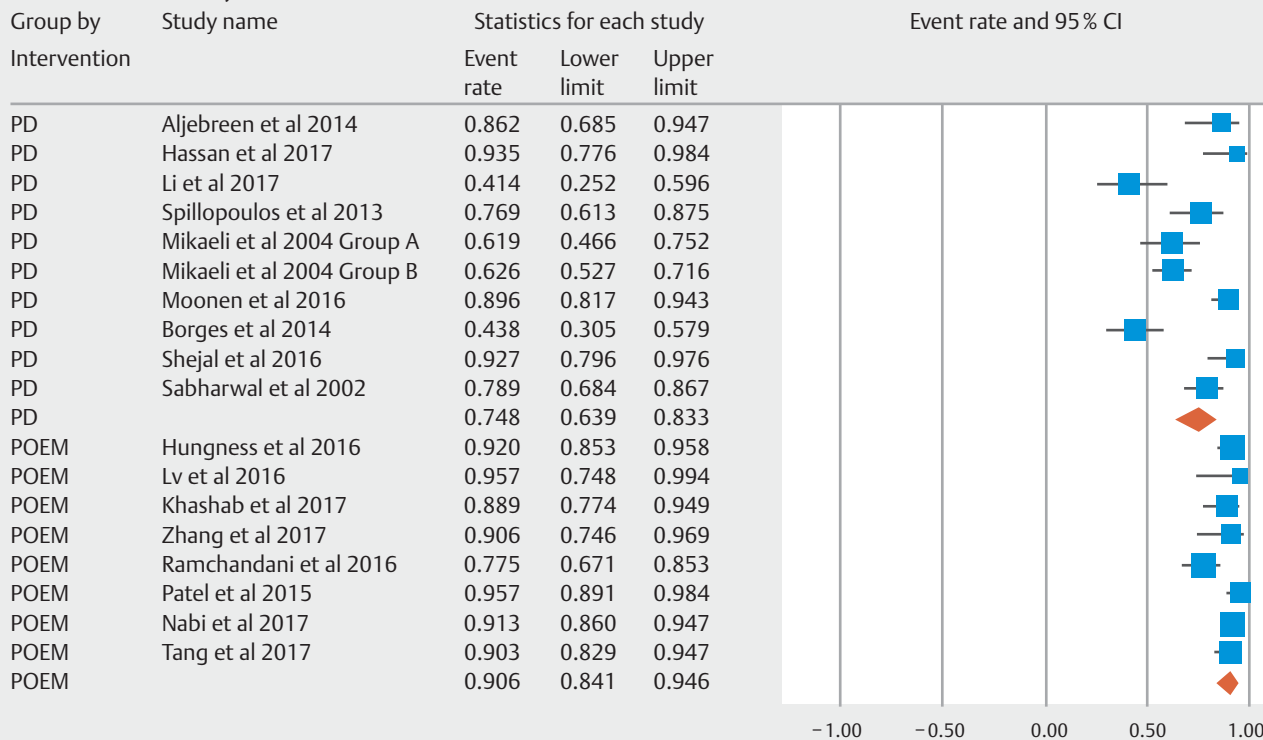 Group by Study name Statistics for each study Event rate and 95% CI
Intervention Event rate Lower limit Upper limit
PD Aljebreen et al 2014 0.862 0.685 0.947
PD Hassan et al 2017 0.935 0.776 0.984
PD Li et al 2017 0.414 0.252 0.596
PD Spillopoulos et al 2013 0.769 0.613 0.875
PD Mikaeli et al 2004 Group A 0.619 0.466 0.752
PD Mikaeli et al 2004 Group B 0.626 0.527 0.716
PD Moonen et al 2016 0.896 0.817 0.943
PD Borges et al 2014 0.438 0.305 0.579
PD Shejal et al 2016 0.927 0.796 0.976
PD Sabharwal et al 2002 0.789 0.684 0.867
PD 0.748 0.639 0.833
POEM Hungness et al 2016 0.920 0.853 0.958
POEM Lv et al 2016 0.957 0.748 0.994
POEM Khashab et al 2017 0.889 0.774 0.949
POEM Zhang et al 2017 0.906 0.746 0.969
POEM Ramchandani et al 2016 0.775 0.671 0.853
POEM Patel et al 2015 0.957 0.891 0.984
POEM Nabi et al 2017 0.913 0.860 0.947
POEM Tang et al 2017 0.903 0.829 0.947
POEM 0.906 0.841 0.946
−1.00 −0.50 0.00 0.50 1.00